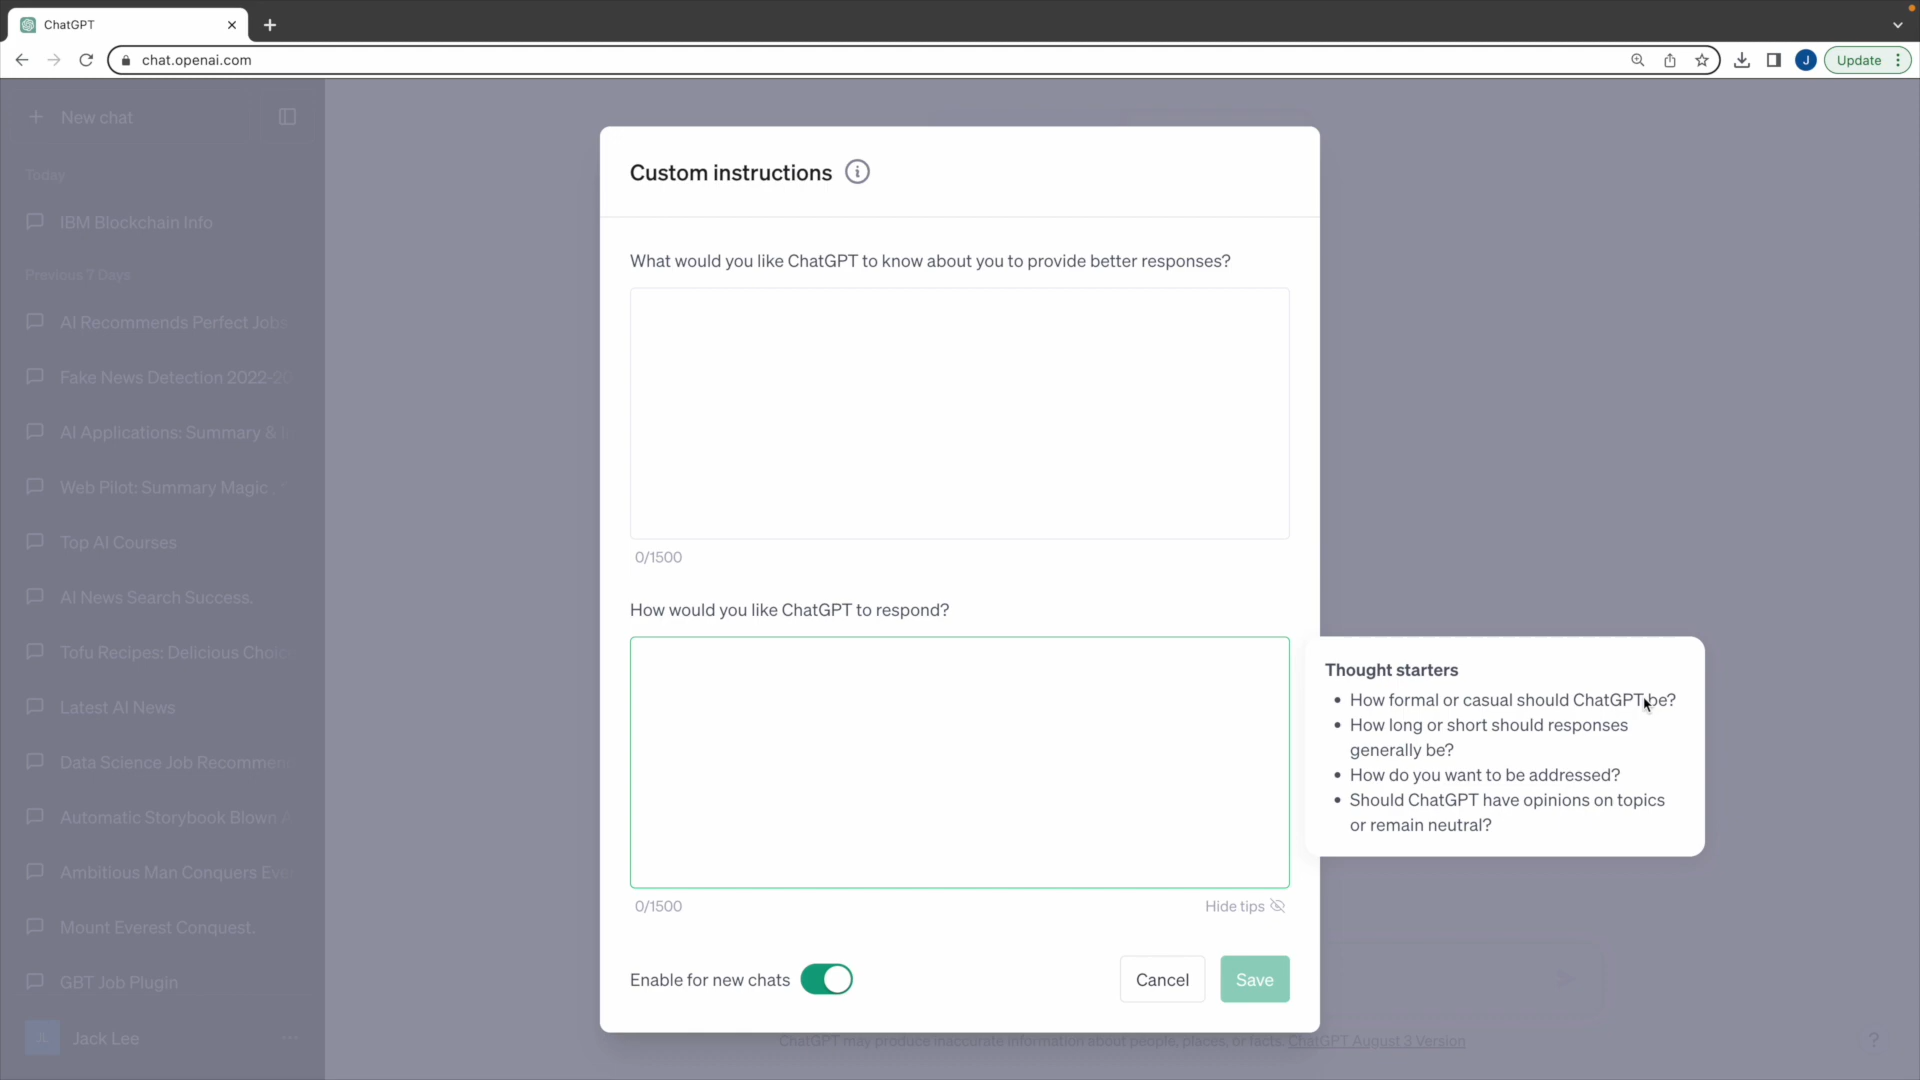 ChatGPT
chat.openai.com
J
Update
New chat
Today
IBM Blockchain Info
Previous 7 Days
AI Recommends Perfect Jobs
Fake News Detection 2022-20
AI Applications: Summary &
Web Pilot: Summary Magic
Top AI Courses
AI News Search Success.
Tofu Recipes: Delicious Choic
Latest AI News
Data Science Job Recommen
Automatic Storybook Blown A
Ambitious Man Conquers Eve
Mount Everest Conquest.
GBT Job Plugin
JL
Jack Lee
Custom instructions
What would you like ChatGPT to know about you to provide better responses?
0/1500
How would you like ChatGPT to respond?
0/1500
Hide tips
Enable for new chats
Cancel
Save
Thought starters
• How formal or casual should ChatGPT be?
• How long or short should responses
generally be?
• How do you want to be addressed?
• Should ChatGPT have opinions on topics
or remain neutral?
ChatGPT may produce inaccurate information about people, places, or facts. ChatGPT August 3 Version
?